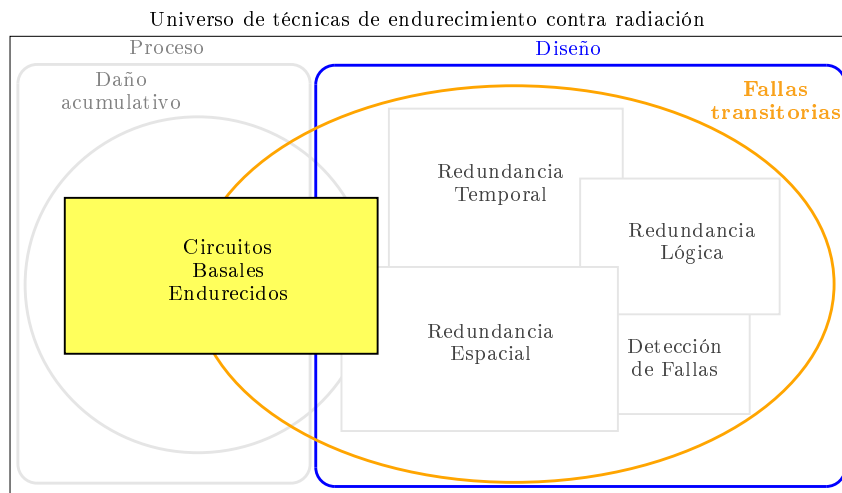 Universo de técnicas de endurecimiento contra radiación
Proceso
Diseño
Daño
acumulativo
Fallas
transitorias
Redundancia
Temporal
Redundancia
Lógica
Circuitos
Basales
Endurecidos
Redundancia
Espacial
Detección
de Fallas